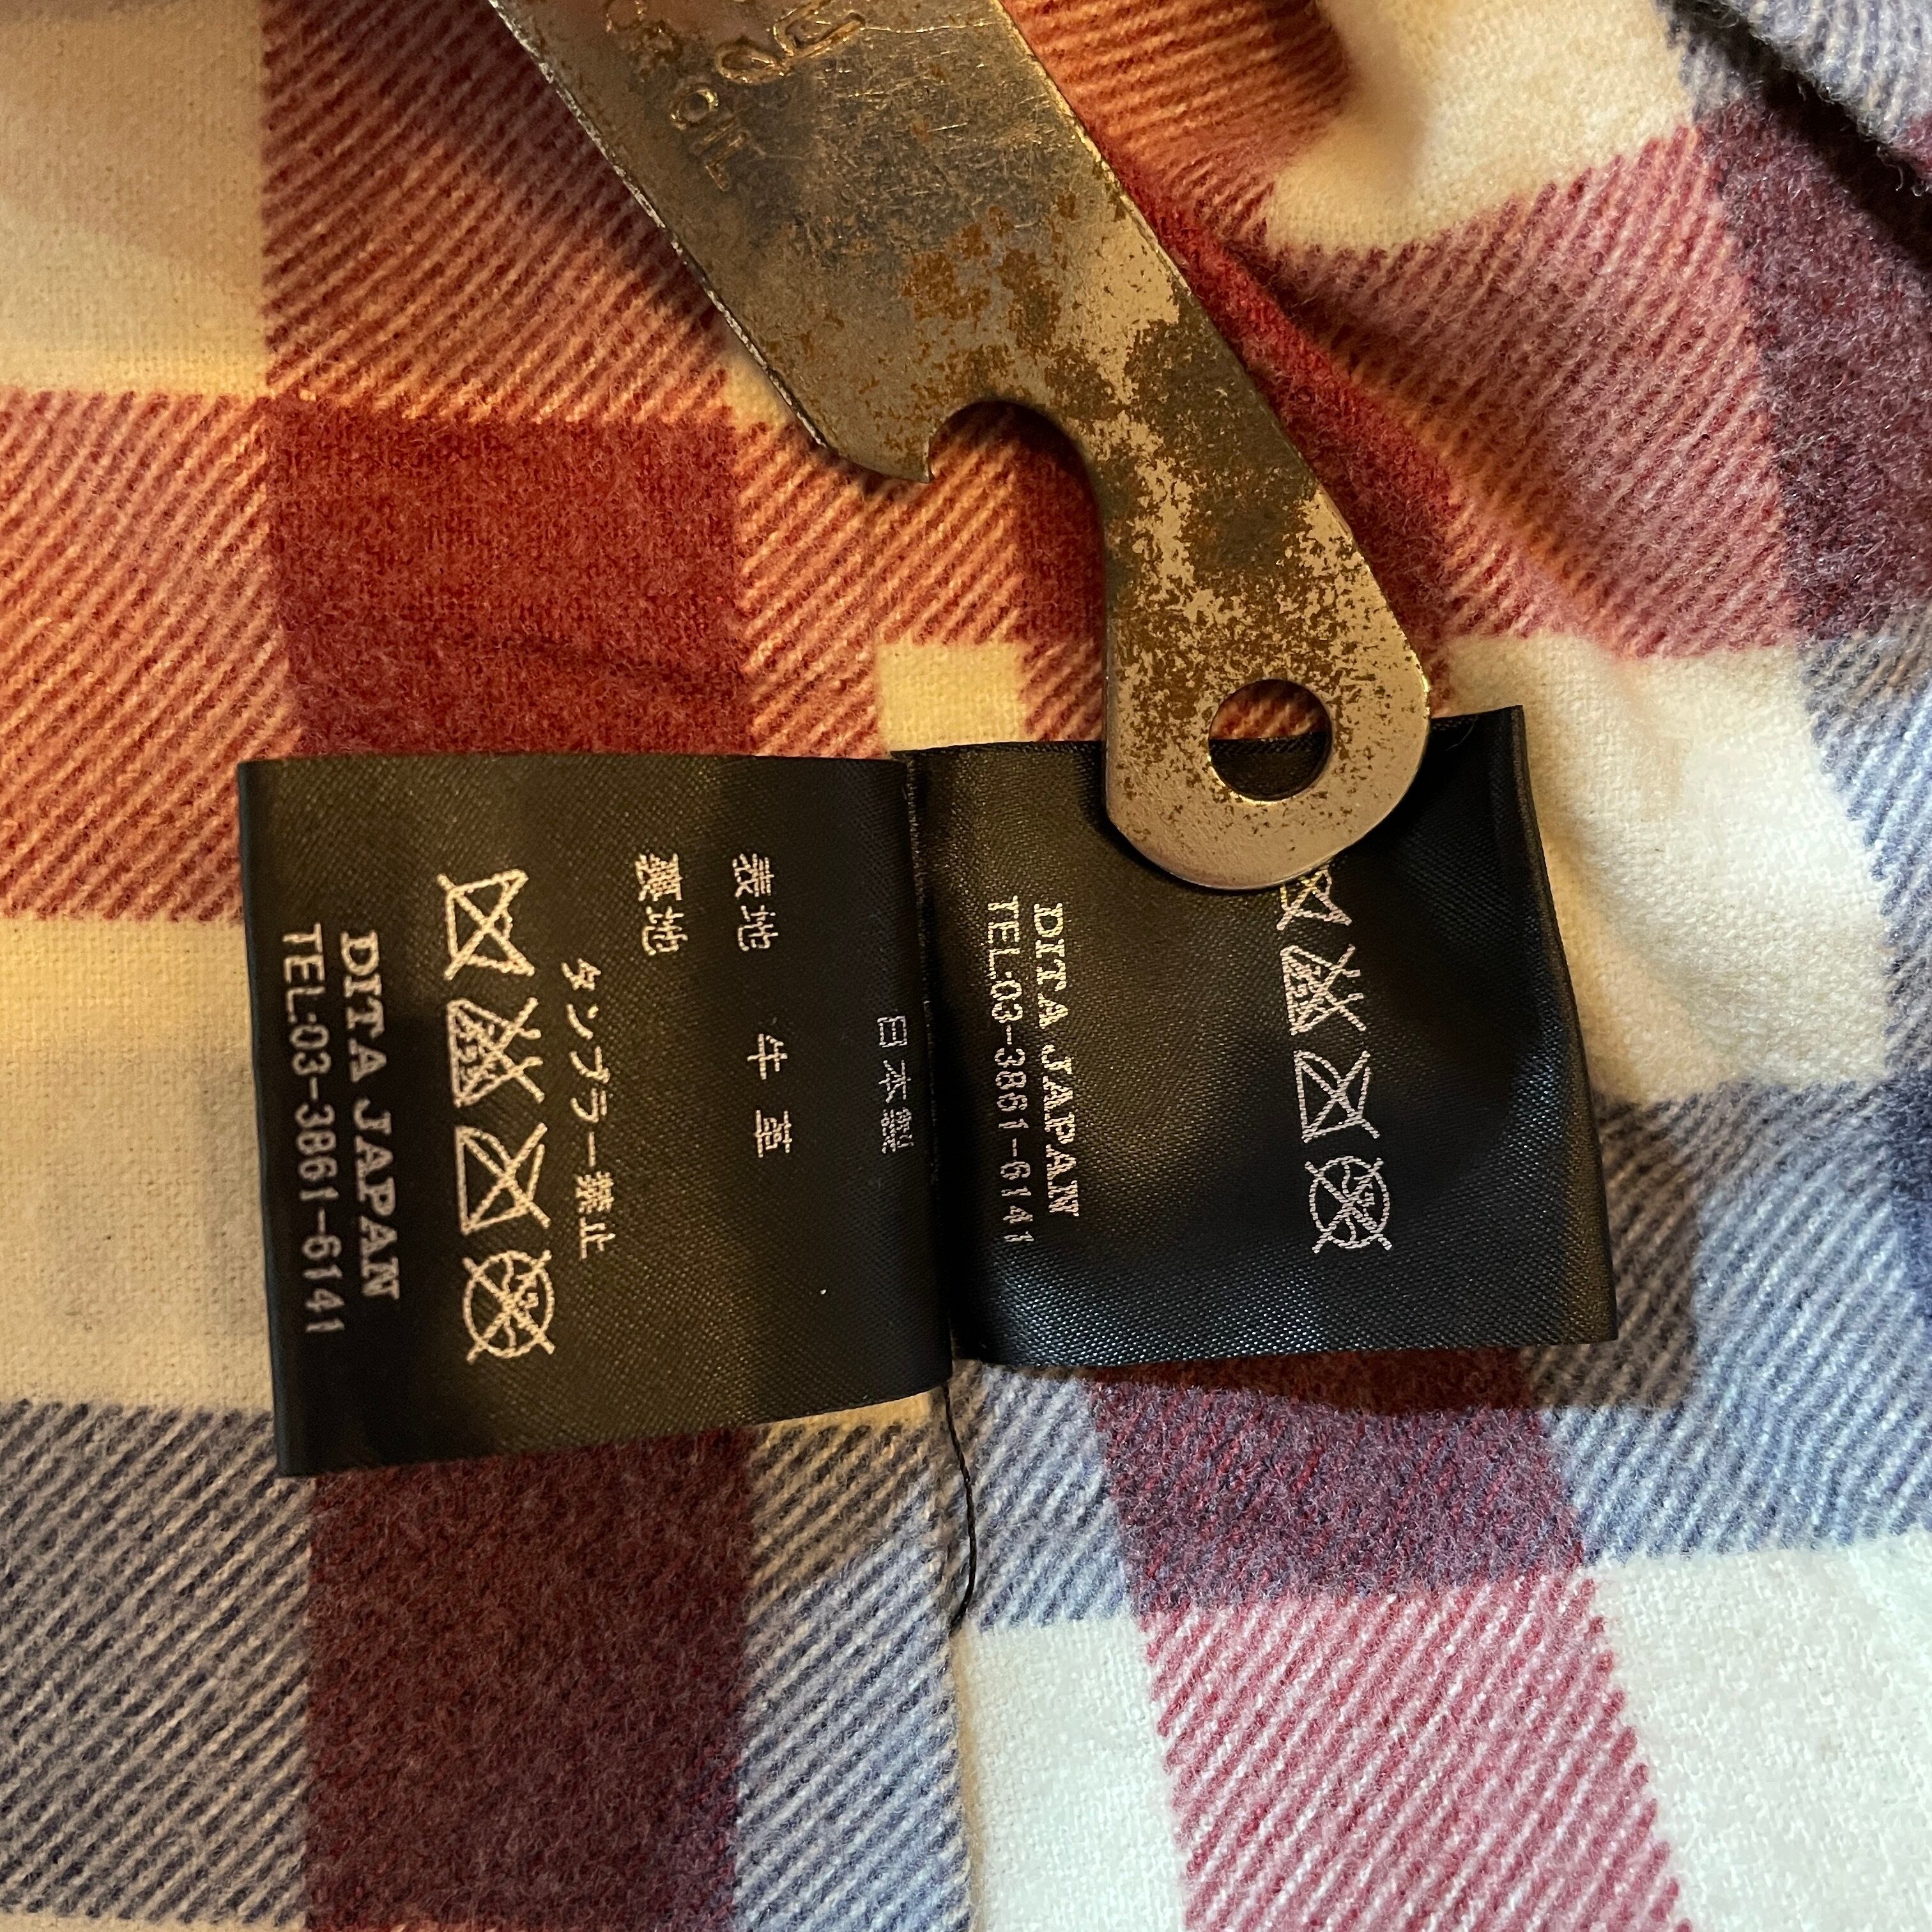 OIL
日本製
表地 牛革
裏地
タンブラー禁止
DITA JAPAN
TEL:03-3861-6141
DITA JAPAN
TEL:03-3861-6141